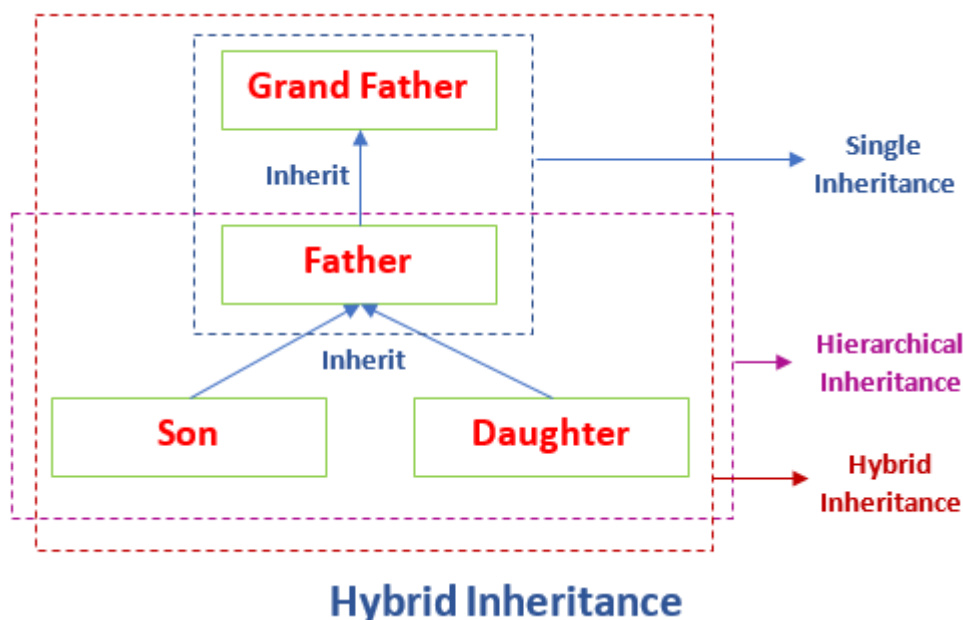 Grand Father
Inherit
Single
Inheritance
Father
Inherit
Hierarchical
Inheritance
Son
Daughter
Hybrid
Inheritance
Hybrid Inheritance